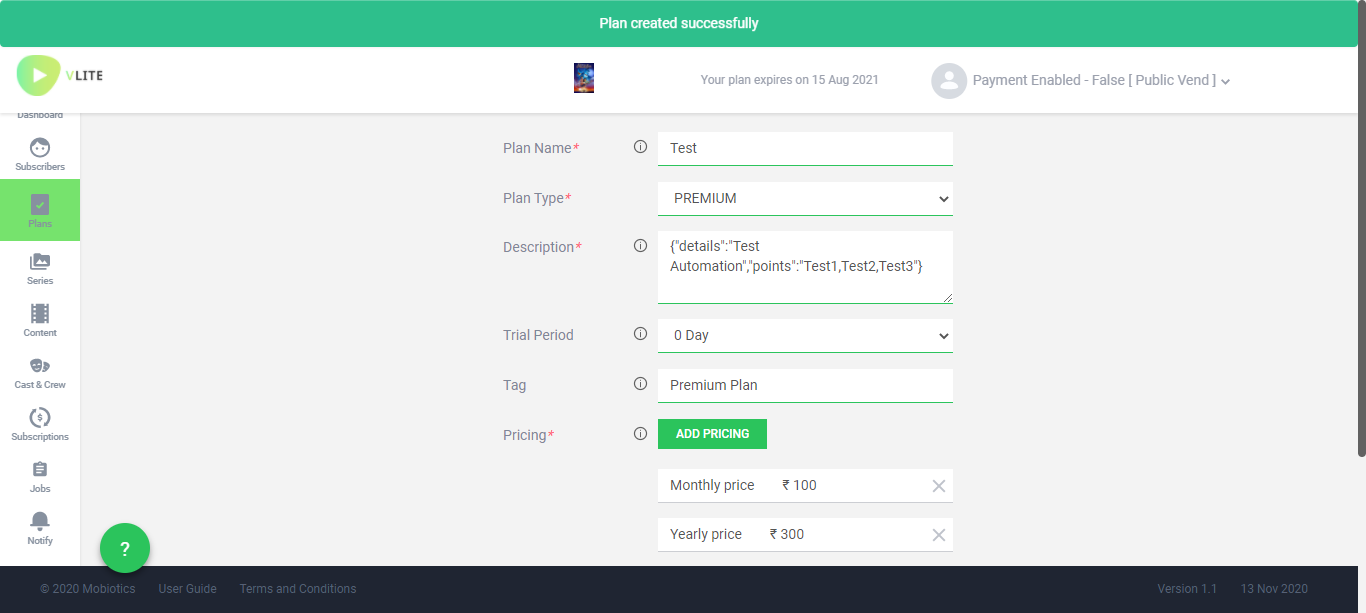 Plan created successfully
VLITE
Your plan expires on 15 Aug 2021
Payment Enabled - False [ Public Vend ]
Dashboard
Subscribers
Plans
Series
Content
Cast & Crew
Subscriptions
Jobs
Notify
Plan Name*
Test
Plan Type*
PREMIUM
Description*
{"details":"Test
Automation","points":"Test1,Test2,Test3"}
Trial Period
0 Day
Tag
Premium Plan
Pricing*
ADD PRICING
Monthly price ₹ 100
Yearly price ₹ 300
?
© 2020 Mobiotics User Guide Terms and Conditions Version 1.1 13 Nov 2020